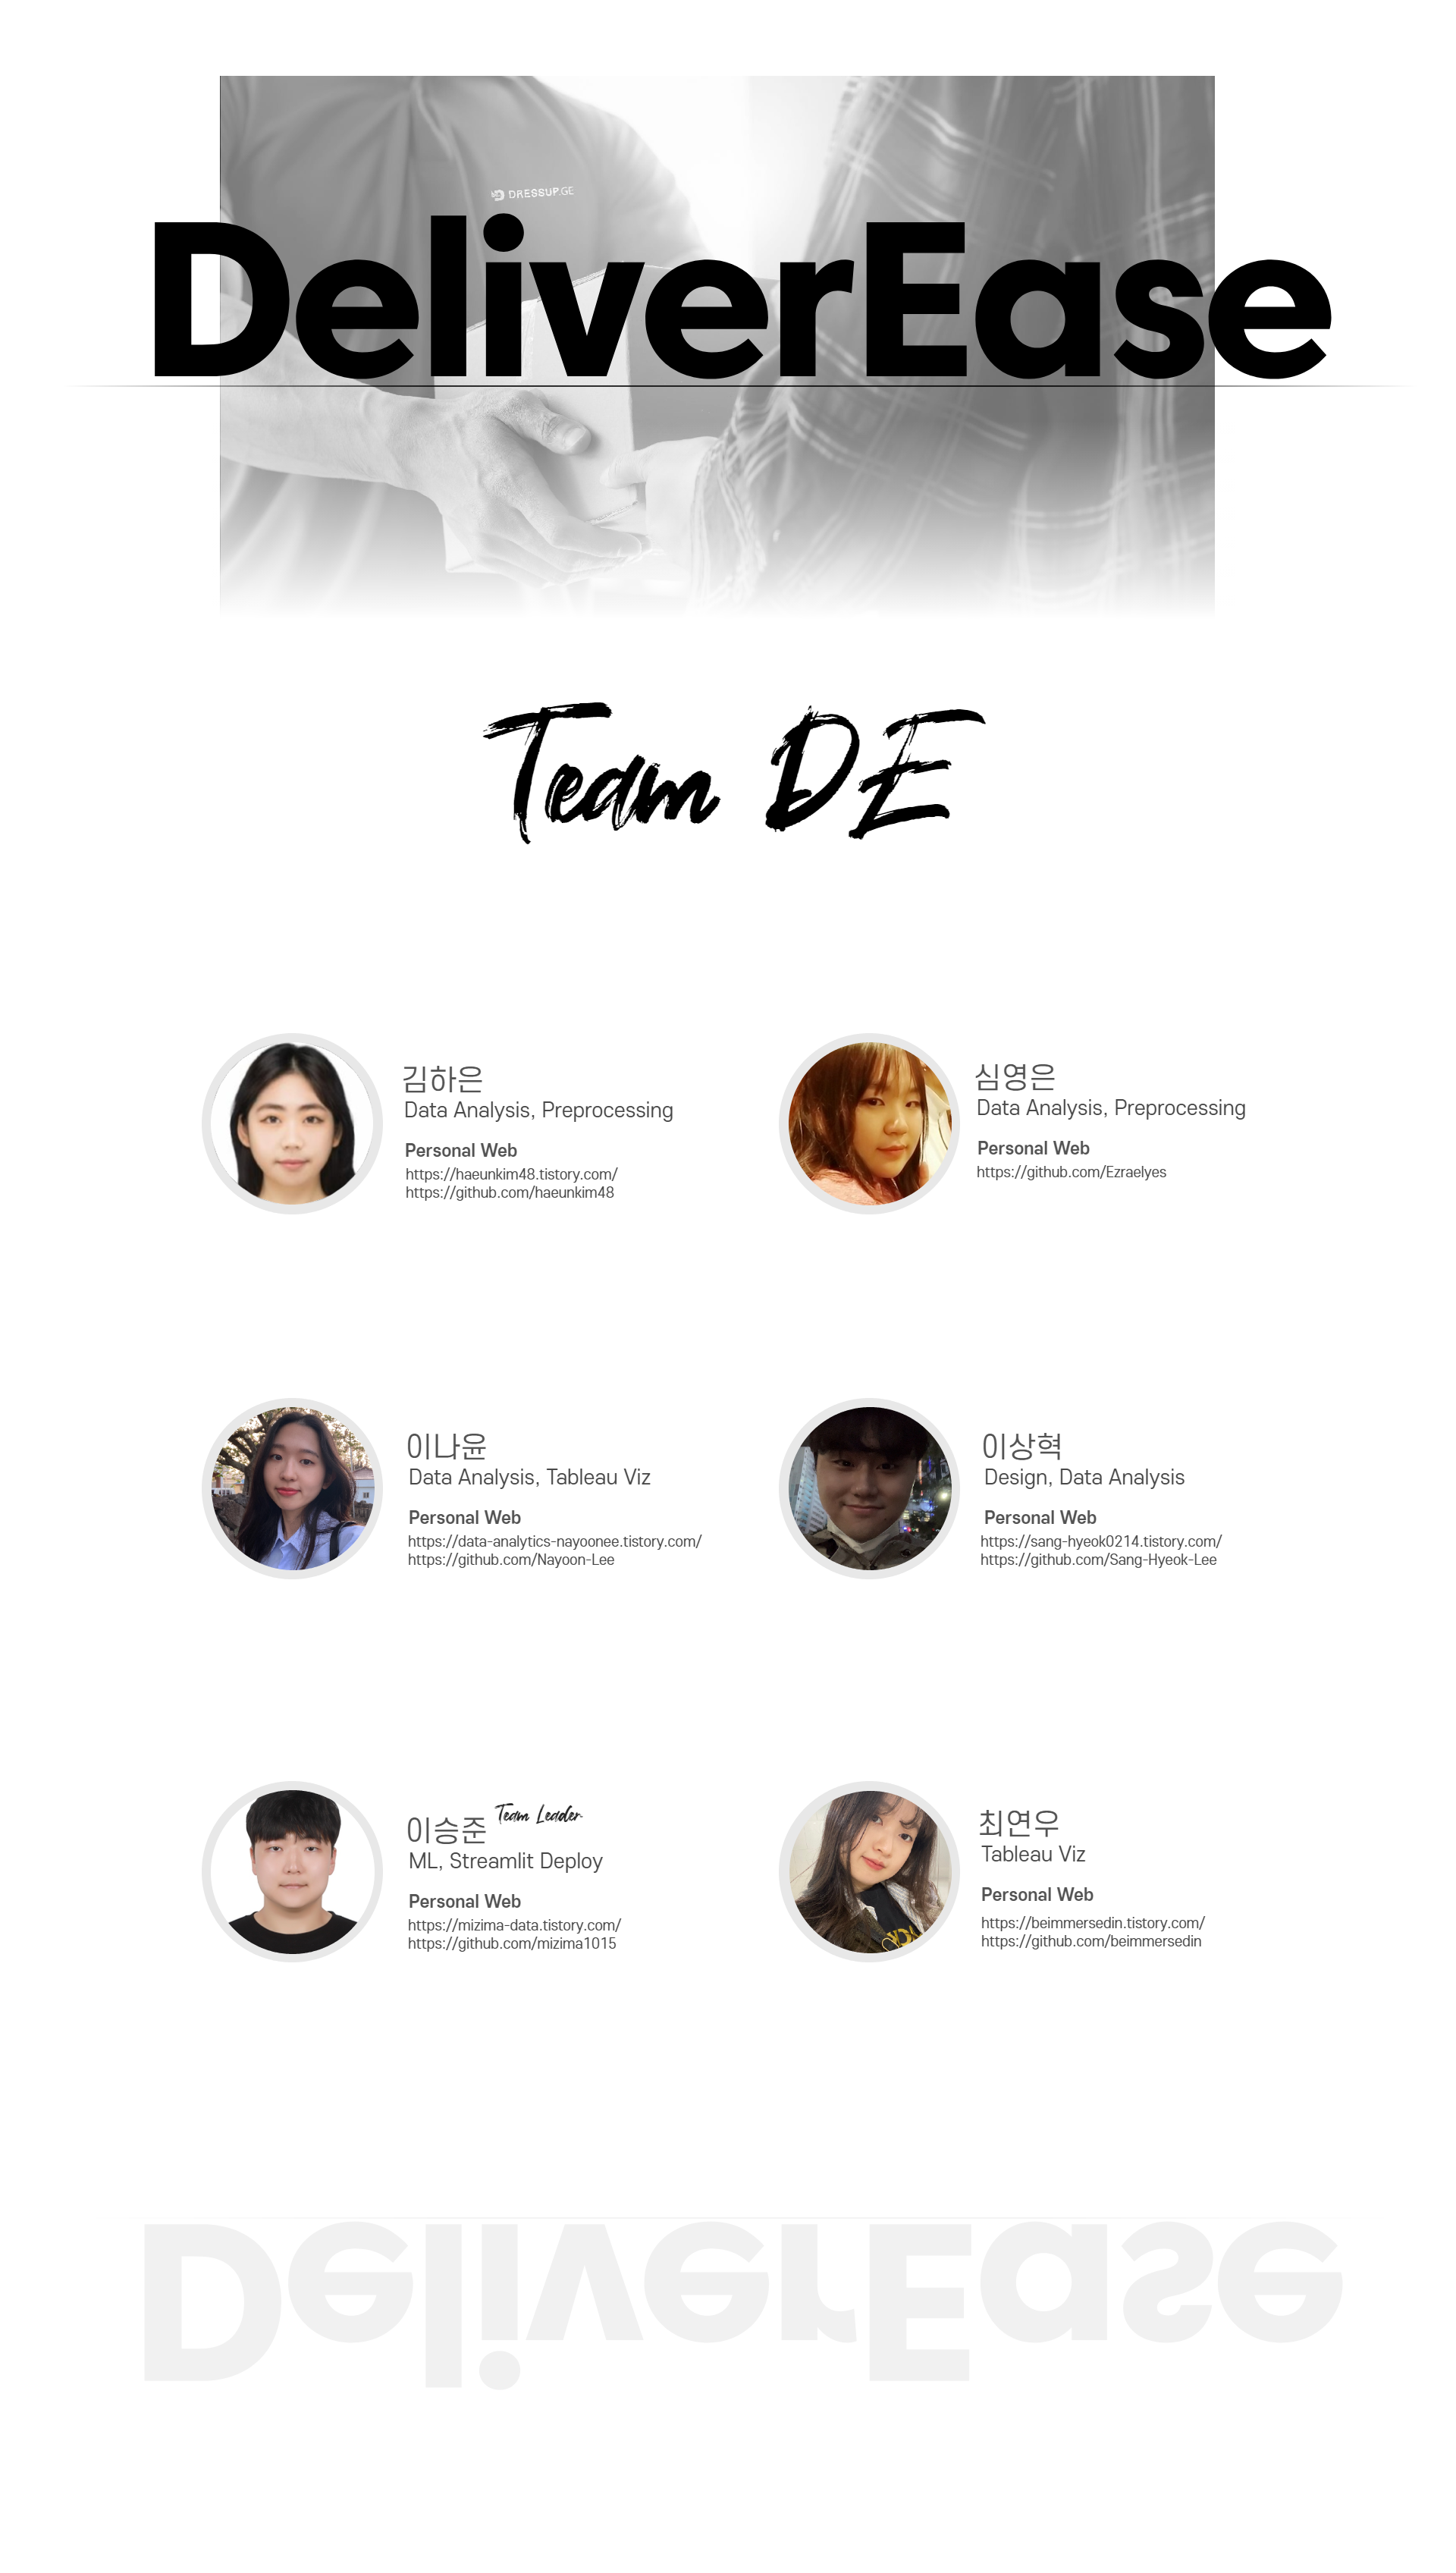 DRESSUP.GE
DeliverEase
Team DE
김하은
Data Analysis, Preprocessing
Personal Web
https://haeunkim48.tistory.com/
https://github.com/haeunkim48
심영은
Data Analysis, Preprocessing
Personal Web
https://github.com/Ezraelyes
이나윤
Data Analysis, Tableau Viz
Personal Web
https://data-analytics-nayoonee.tistory.com/
https://github.com/Nayoon-Lee
이상혁
Design, Data Analysis
Personal Web
https://sang-hyeok0214.tistory.com/
https://github.com/Sang-Hyeok-Lee
이승준 Team Leader
ML, Streamlit Deploy
Personal Web
https://mizima-data.tistory.com/
https://github.com/mizima1015
최연우
Tableau Viz
Personal Web
https://beimmersedin.tistory.com/
https://github.com/beimmersedin
DeliverEase